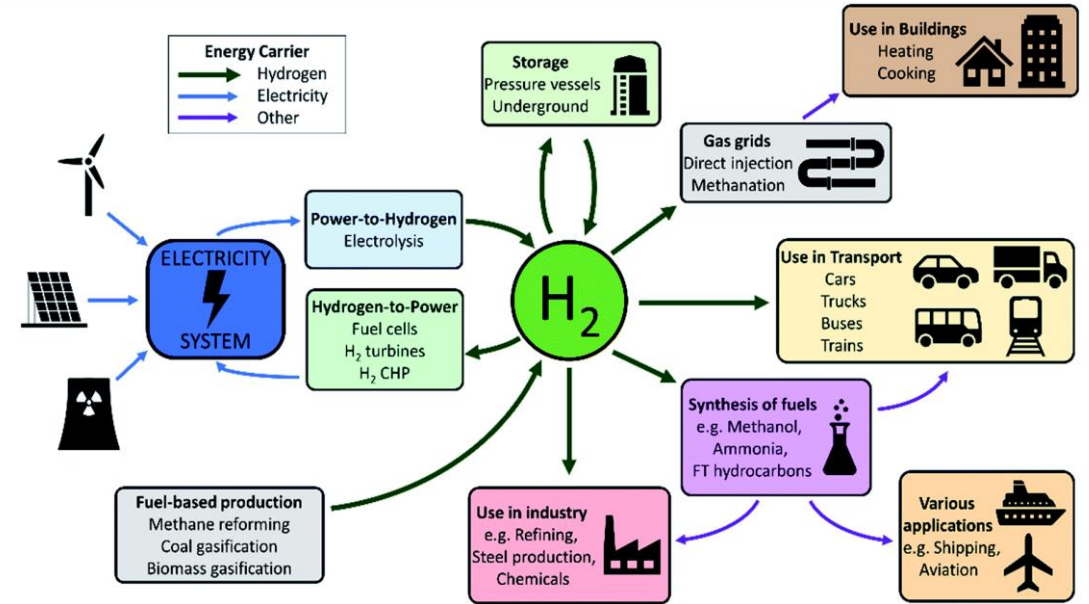 Energy Carrier
Hydrogen
Electricity
Other
Storage
Pressure vessels
Underground
Use in Buildings
Heating
Cooking
Gas grids
Direct injection
Methanation
Power-to-Hydrogen
Electrolysis
ELECTRICITY
SYSTEM
Hydrogen-to-Power
Fuel cells
H₂ turbines
H₂ CHP
H₂
Use in Transport
Cars
Trucks
Buses
Trains
Synthesis of fuels
e.g. Methanol,
Ammonia,
FT hydrocarbons
Fuel-based production
Methane reforming
Coal gasification
Biomass gasification
Use in industry
e.g. Refining,
Steel production,
Chemicals
Various
applications
e.g. Shipping,
Aviation